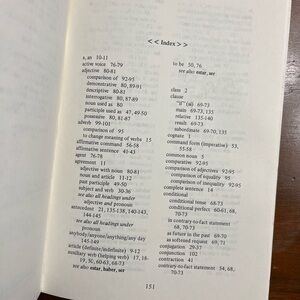 << Index >>
a, an 10-11
active voice 76-79
adjective 80-81
comparison of 92-95
demonstrative 80, 89-91
descriptive 80-81
interrogative 80, 87-89
noun used as 80
participle used as 47, 49-50
possessive 80, 81-87
adverb 99-101
comparison of 95
to change meaning of verbs 15
affirmative command 56-58
affirmative sentence 41-43
agent 76-78
agreement 11
adjective with noun 80-81
noun and article 11-12
past participle 49-50
subject and verb 30-36
see also all headings under
adjective and pronoun
antecedent 21, 135-138, 140-143,
144-145
see also all headings under
pronoun
anybody/anyone/anything/any day
145-149
article (definite/indefinite) 9-12
auxiliary verb (helping verb) 17, 18-
19, 50, 60-63, 68-73
see also estar, haber, ser
to be 50, 76
see also estar, ser
class 2
clause
"if" (si) 69-73
main 69-73, 135
relative 135-140
result 69-73
subordinate 69-70, 135
cognate 1
command form (imperative) 53,
55-58
common noun 5
comparative 92-95
comparison of adjectives 92-95
comparison of equality 95
comparison of inequality 92-95
complete sentence 14
conditional
conditional tense 68-73
conditional perfect 60-61, 68,
70-73
in contrary-to-fact statement
68, 70-73
as future in the past 69-70
as softened request 69, 71
conjugation 29-37
conjunction 102
contraction 41
contrary-to-fact statement 54, 68,
70-73
151